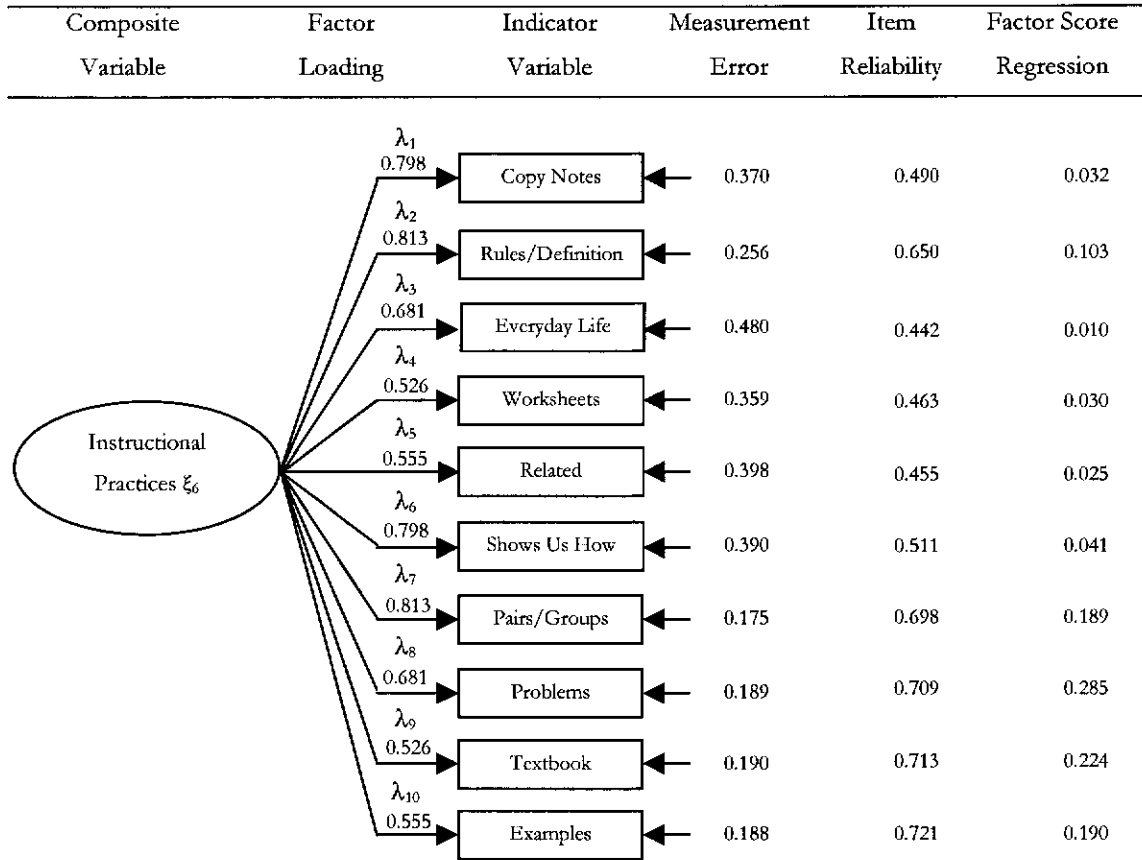 Composite Factor Indicator Measurement Item Factor Score
Variable Loading Variable Error Reliability Regression
λ₁
0.798 Copy Notes 0.370 0.490 0.032
λ₂
0.813 Rules/Definition 0.256 0.650 0.103
λ₃
0.681 Everyday Life 0.480 0.442 0.010
λ₄
0.526 Worksheets 0.359 0.463 0.030
Instructional
Practices ξ₆
λ₅
0.555 Related 0.398 0.455 0.025
λ₆
0.798 Shows Us How 0.390 0.511 0.041
λ₇
0.813 Pairs/Groups 0.175 0.698 0.189
λ₈
0.681 Problems 0.189 0.709 0.285
λ₉
0.526 Textbook 0.190 0.713 0.224
λ₁₀
0.555 Examples 0.188 0.721 0.190